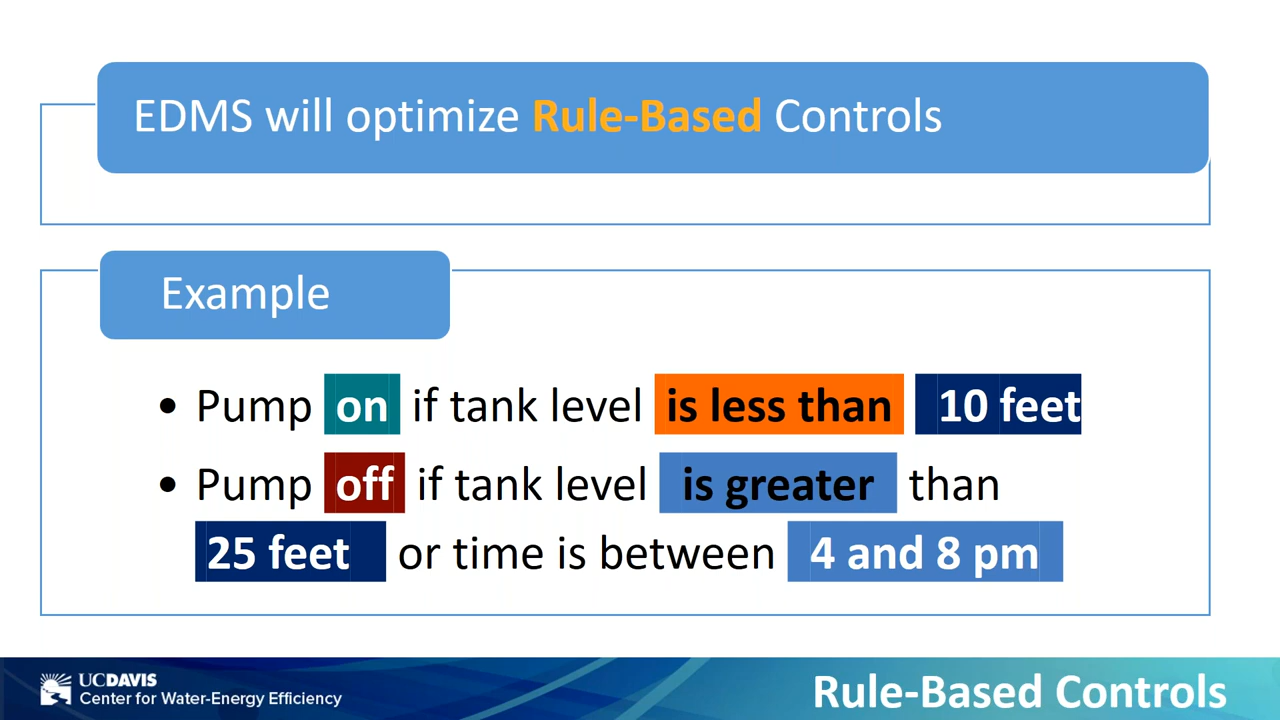 EDMS will optimize Rule-Based Controls
Example
• Pump on if tank level is less than 10 feet
• Pump off if tank level is greater than
25 feet or time is between 4 and 8 pm
UCDAVIS
Center for Water-Energy Efficiency
Rule-Based Controls